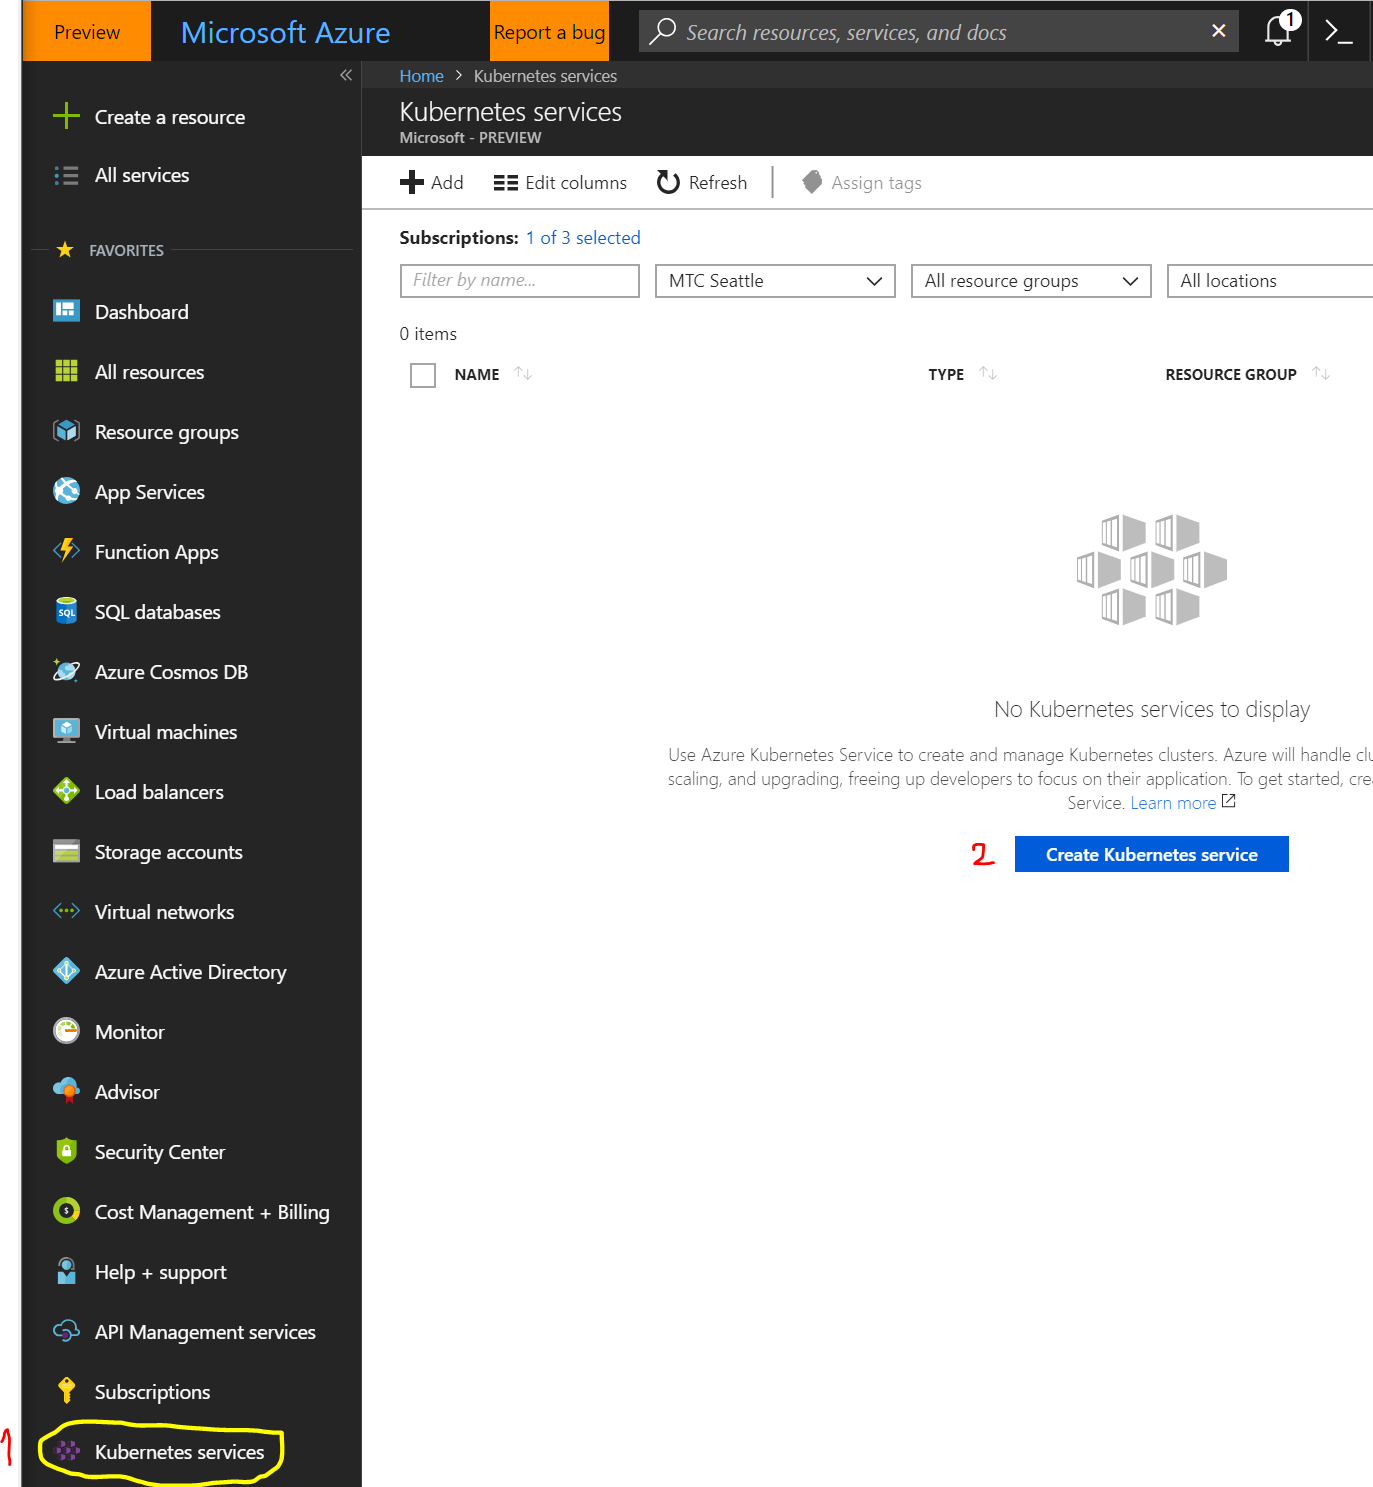 Preview
Microsoft Azure
Report a bug
Search resources, services, and docs
1
Create a resource
All services
FAVORITES
Dashboard
All resources
Resource groups
App Services
Function Apps
SQL databases
SQL
Azure Cosmos DB
Virtual machines
Load balancers
Storage accounts
Virtual networks
Azure Active Directory
Monitor
Advisor
Security Center
Cost Management + Billing
Help + support
API Management services
Subscriptions
1
Kubernetes services
Home > Kubernetes services
Kubernetes services
Microsoft - PREVIEW
Add Edit columns Refresh Assign tags
Subscriptions: 1 of 3 selected
Filter by name... MTC Seattle All resource groups All locations
0 items
NAME TYPE RESOURCE GROUP
No Kubernetes services to display
Use Azure Kubernetes Service to create and manage Kubernetes clusters. Azure will handle clu
scaling, and upgrading, freeing up developers to focus on their application. To get started, crea
Service. Learn more
2 Create Kubernetes service